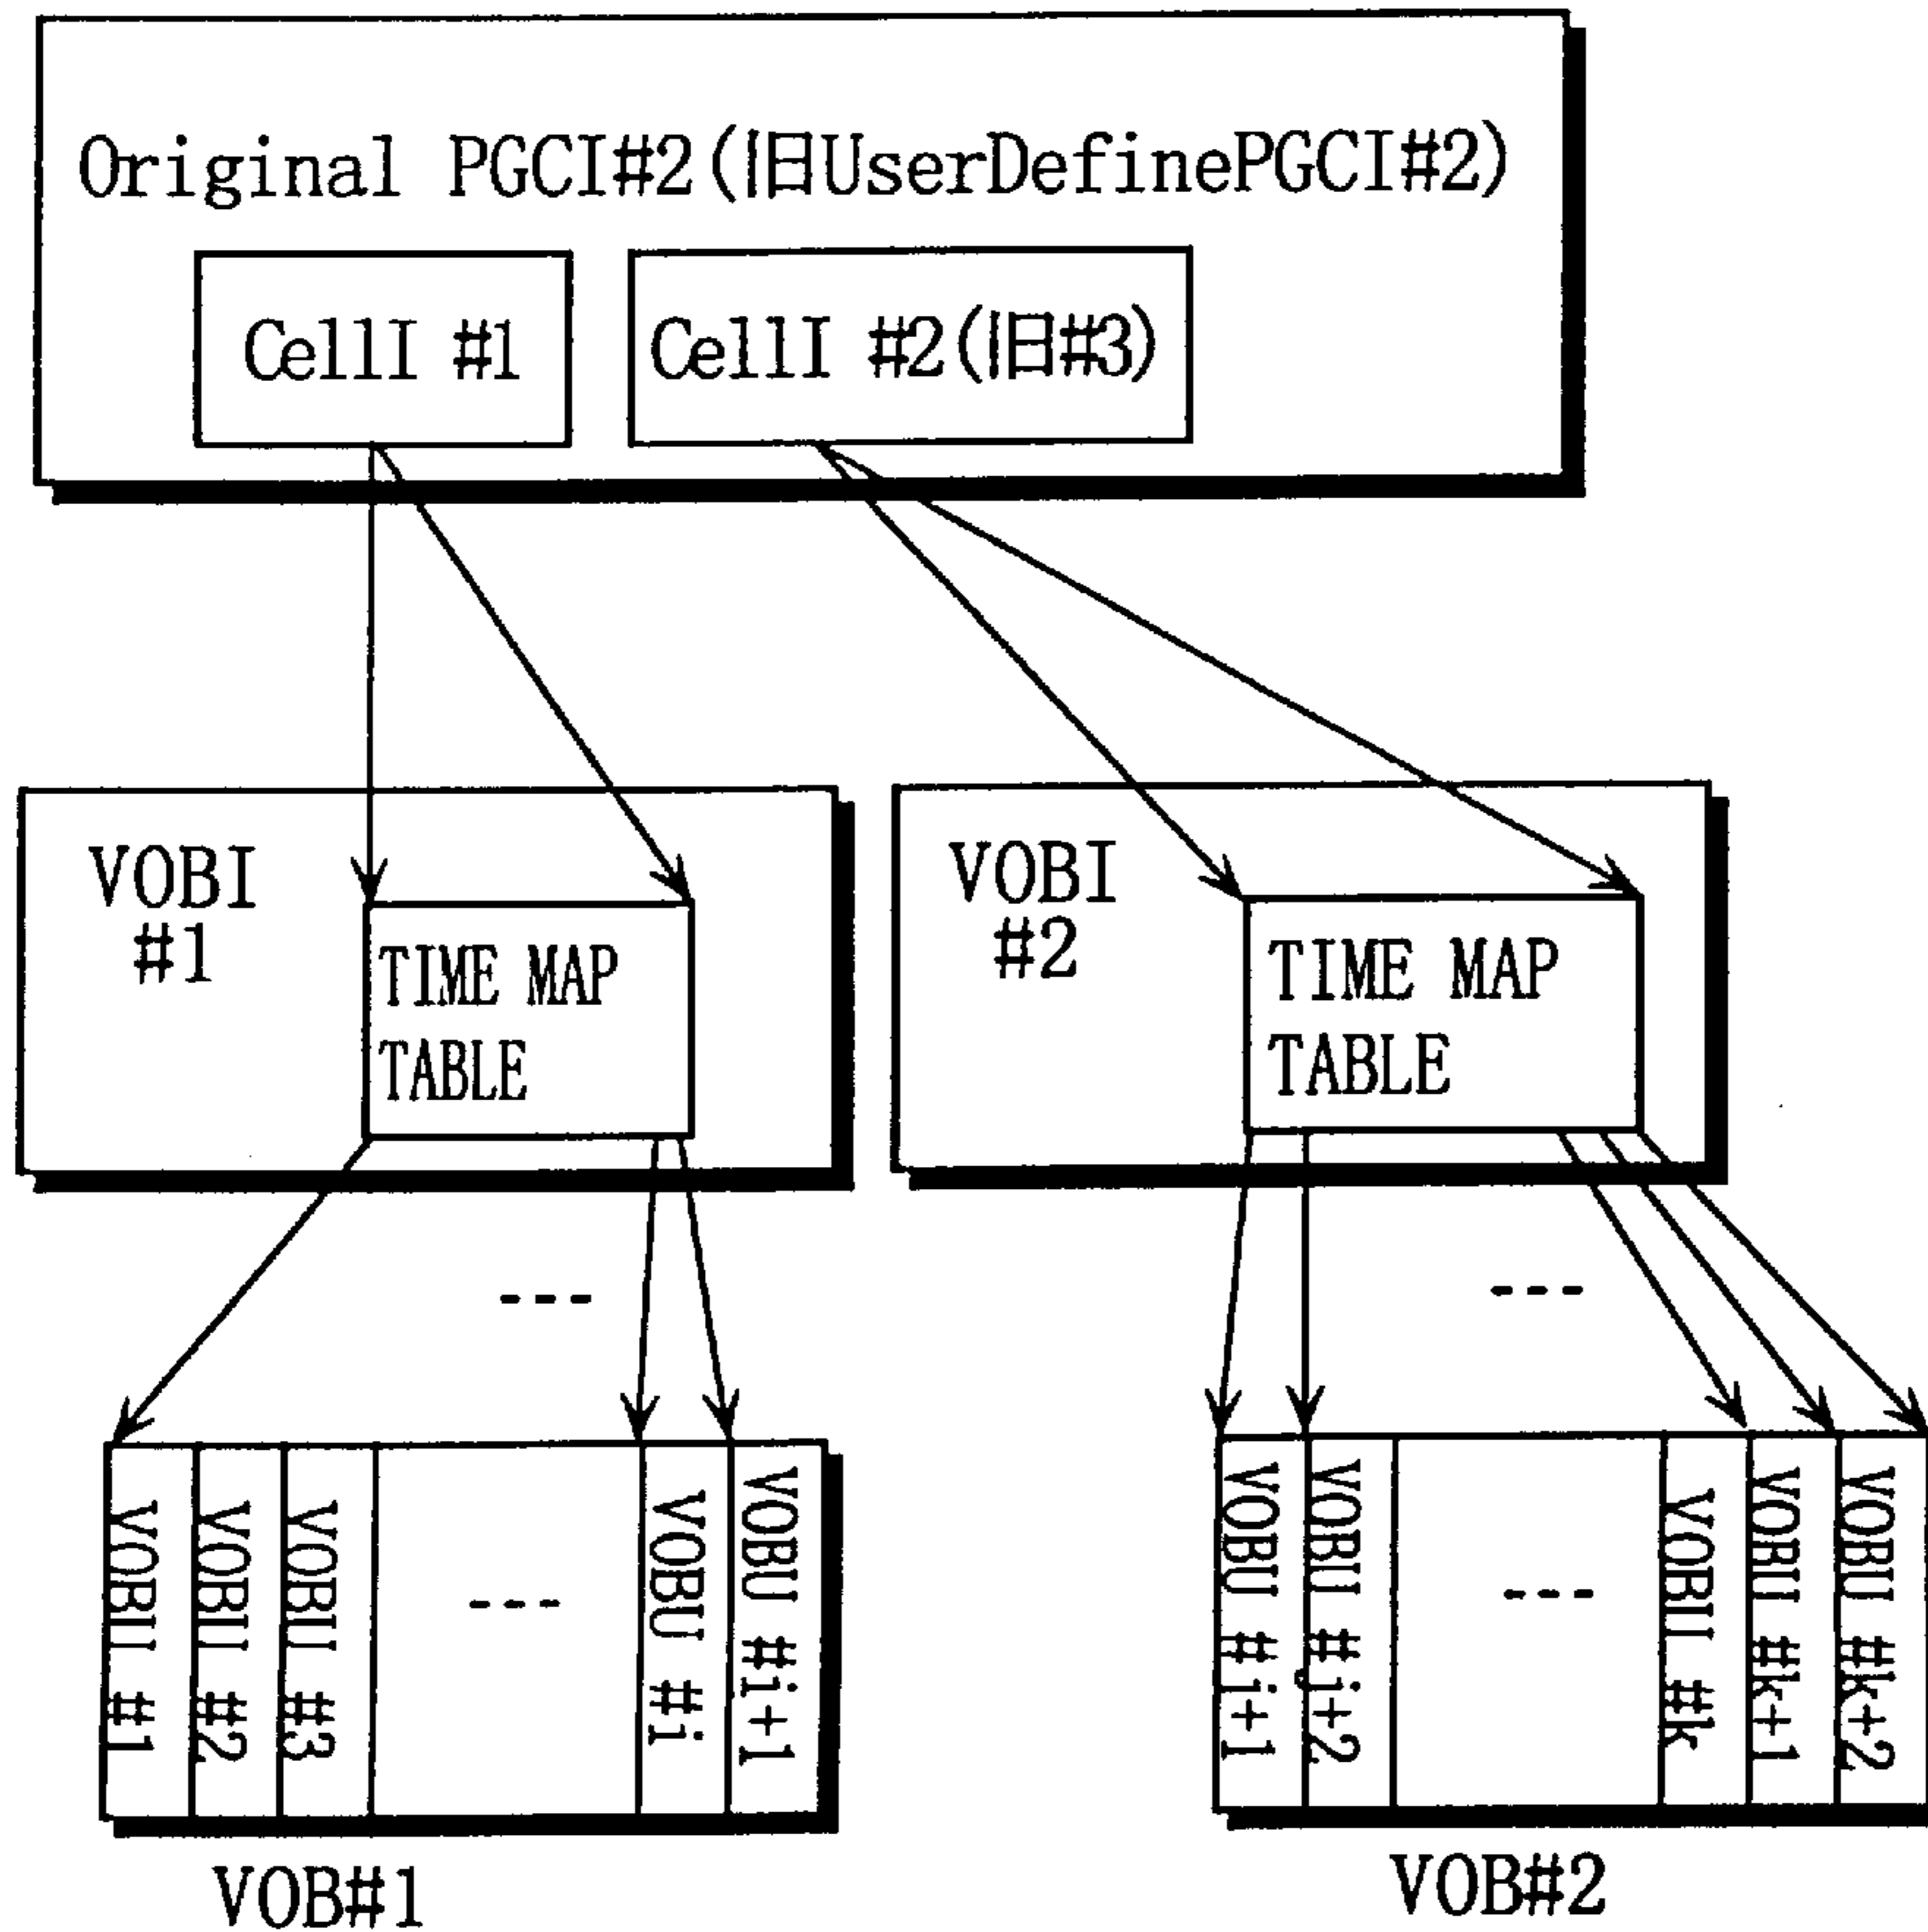 Original PGCI#2(旧UserDefinePGCI#2)
CellI #1
CellI #2(旧#3)
VOBI
#1
TIME MAP
TABLE
VOBI
#2
TIME MAP
TABLE
---
---
VOBU #1
VOBU #2
VOBU #3
---
VOBU #i
VOBU #i+1
VOBU #j+1
VOBU #j+2
---
VOBU #k
VOBU #k+1
VOBU #k+2
VOB#1
VOB#2